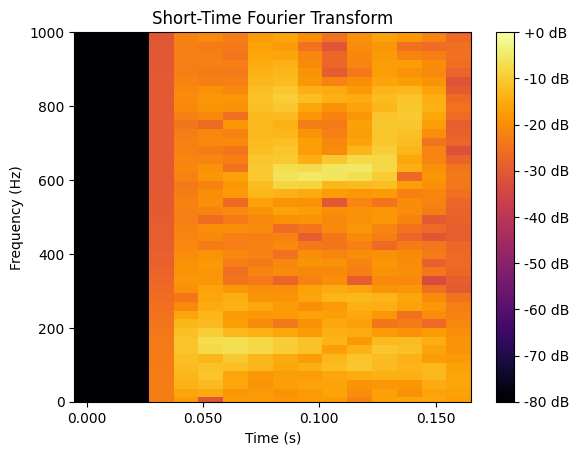 Short-Time Fourier Transform
1000
800
600
400
200
0
Frequency (Hz)
0.000
0.050
0.100
0.150
Time (s)
+0 dB
-10 dB
-20 dB
-30 dB
-40 dB
-50 dB
-60 dB
-70 dB
-80 dB